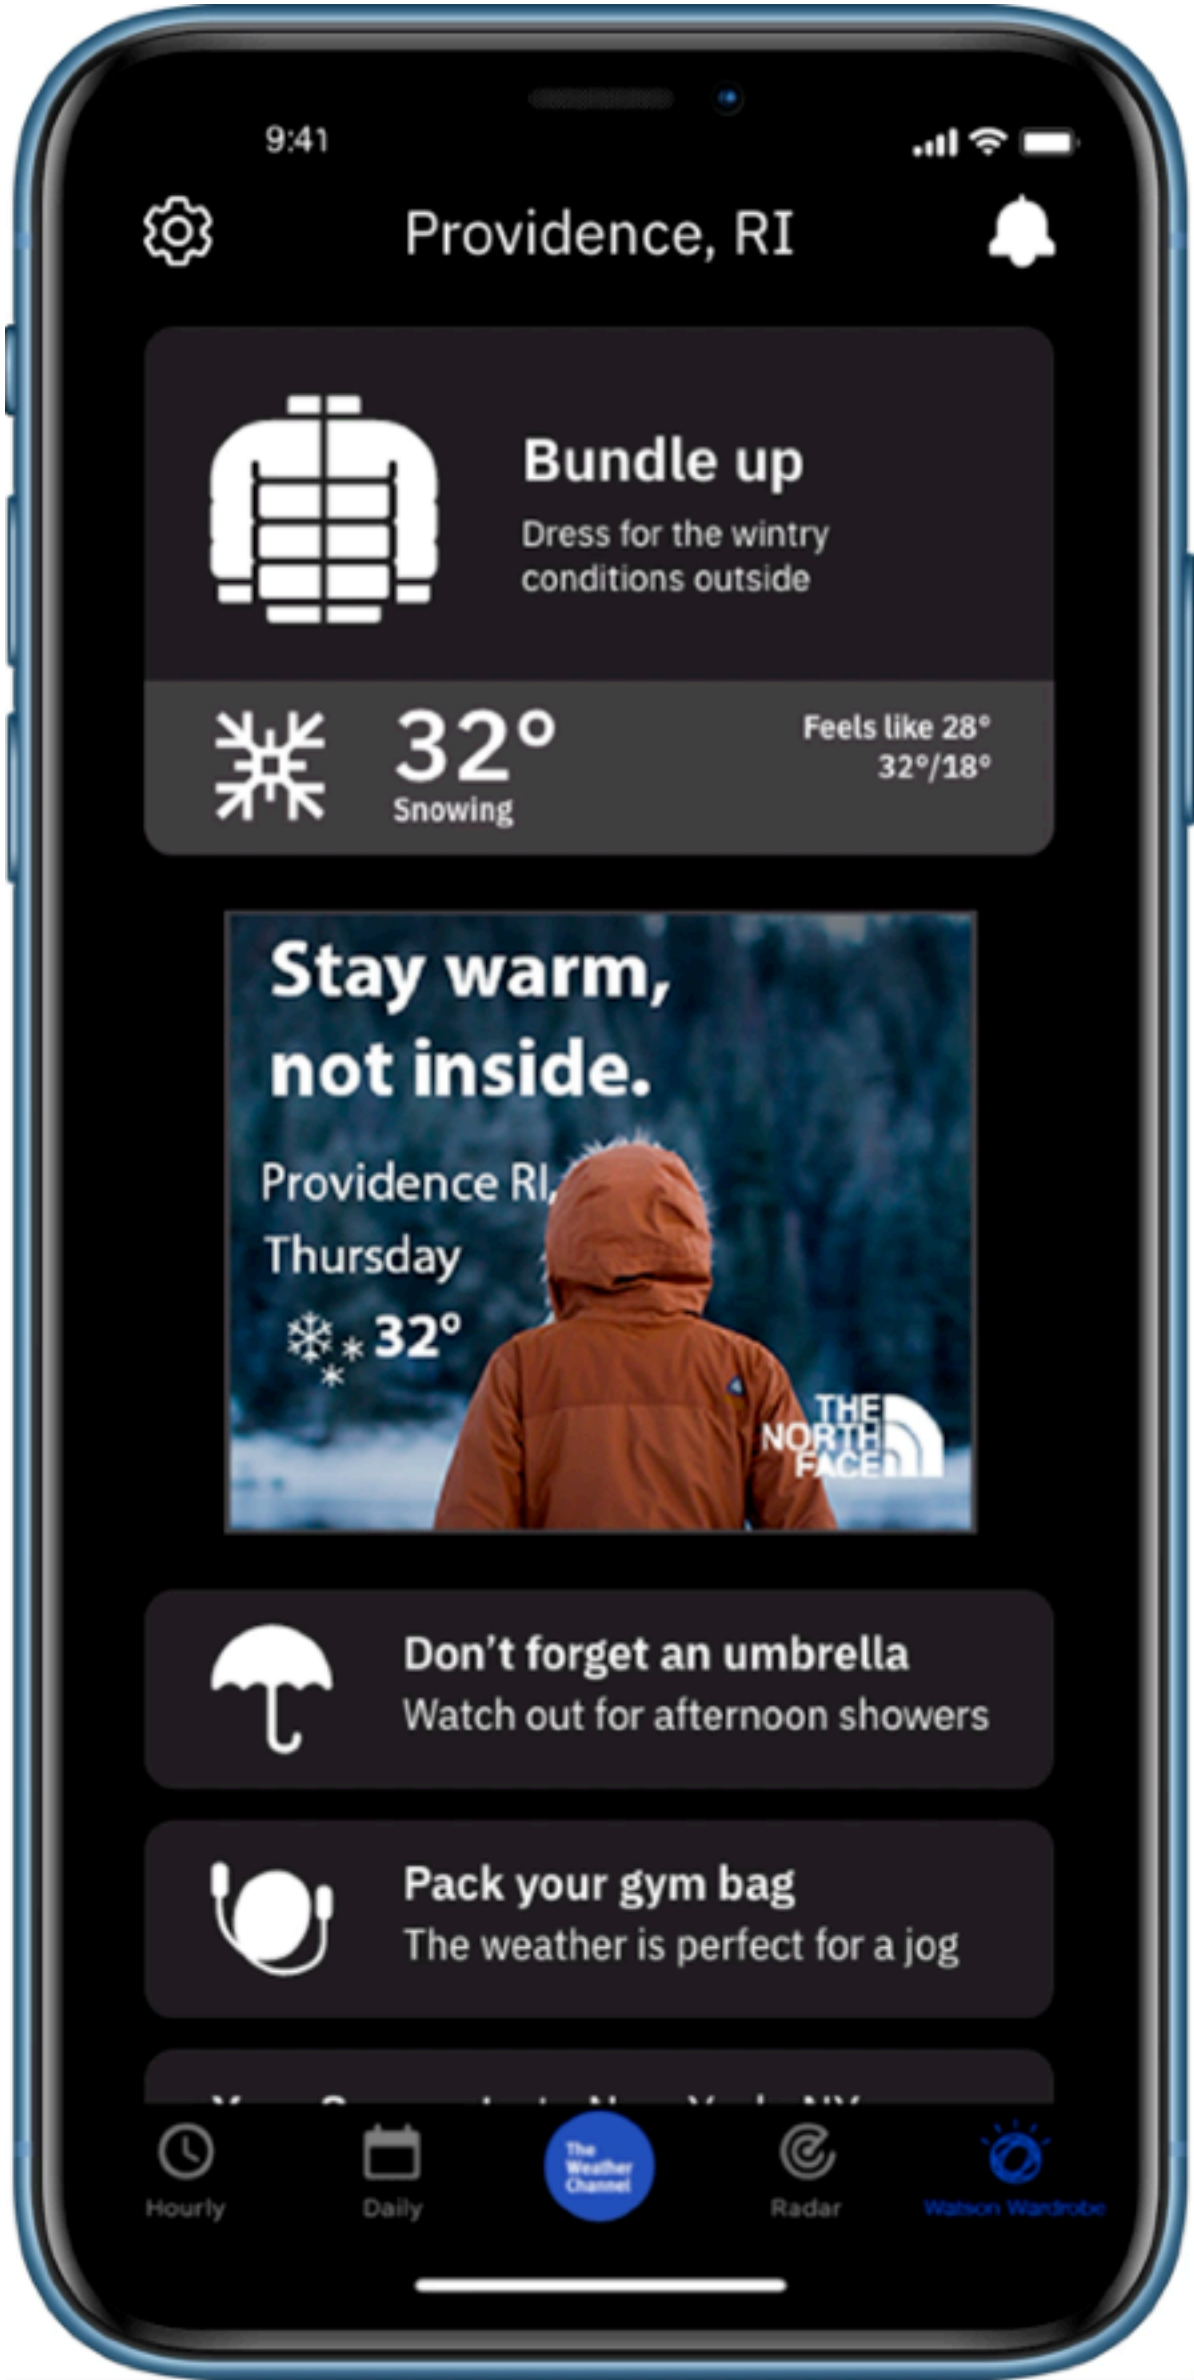 9:41
Providence, RI
Bundle up
Dress for the wintry
conditions outside
32°
Snowing
Feels like 28°
32°/18°
Stay warm,
not inside.
Providence RI,
Thursday
32°
THE
NORTH
FACE
Don't forget an umbrella
Watch out for afternoon showers
Pack your gym bag
The weather is perfect for a jog
The
Weather
Channel
Hourly
Daily
Radar
Watson Wardrobe